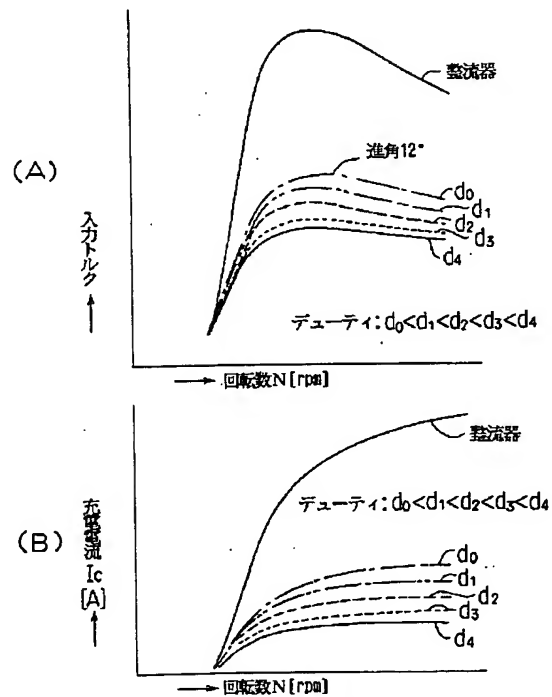 (A)
入力トルク
整流器
進角12°
d₀
d₁
d₂
d₃
d₄
デューティ:d₀<d₁<d₂<d₃<d₄
回転数N[rpm]
(B)
充電電流
Ic
[A]
整流器
デューティ:d₀<d₁<d₂<d₃<d₄
d₀
d₁
d₂
d₃
d₄
回転数N[rpm]